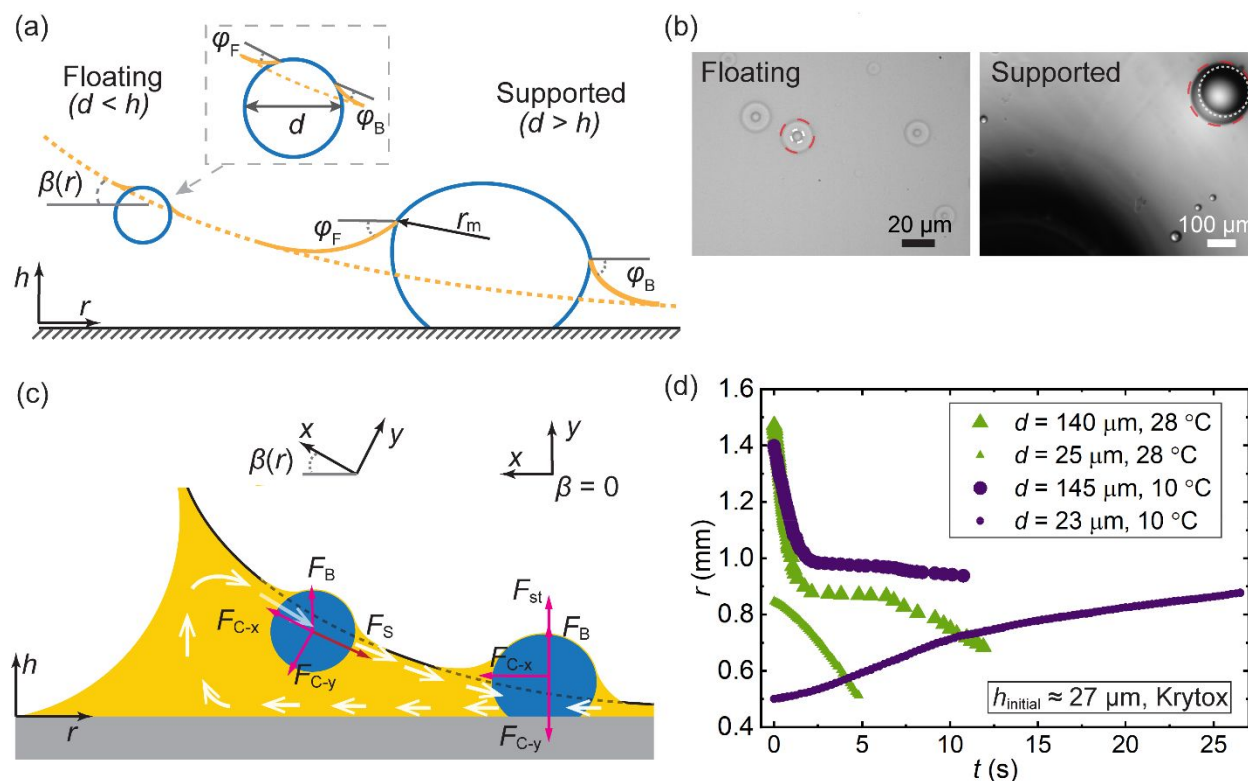 (a)
Floating
(d < h)
Supported
(d > h)
φF
φB
d
β(r)
φF
rm
φB
h
r
(b)
Floating
20 μm
Supported
100 μm
(c)
x
y
β(r)
y
x
β = 0
FB
FC-x
FS
FC-y
Fst
FB
FC-x
FC-y
h
r
(d)
1.6
1.4
1.2
1.0
0.8
0.6
0.4
r (mm)
d = 140 μm, 28 °C
d = 25 μm, 28 °C
d = 145 μm, 10 °C
d = 23 μm, 10 °C
hinitial ≈ 27 μm, Krytox
0 5 10 15 20 25
t (s)